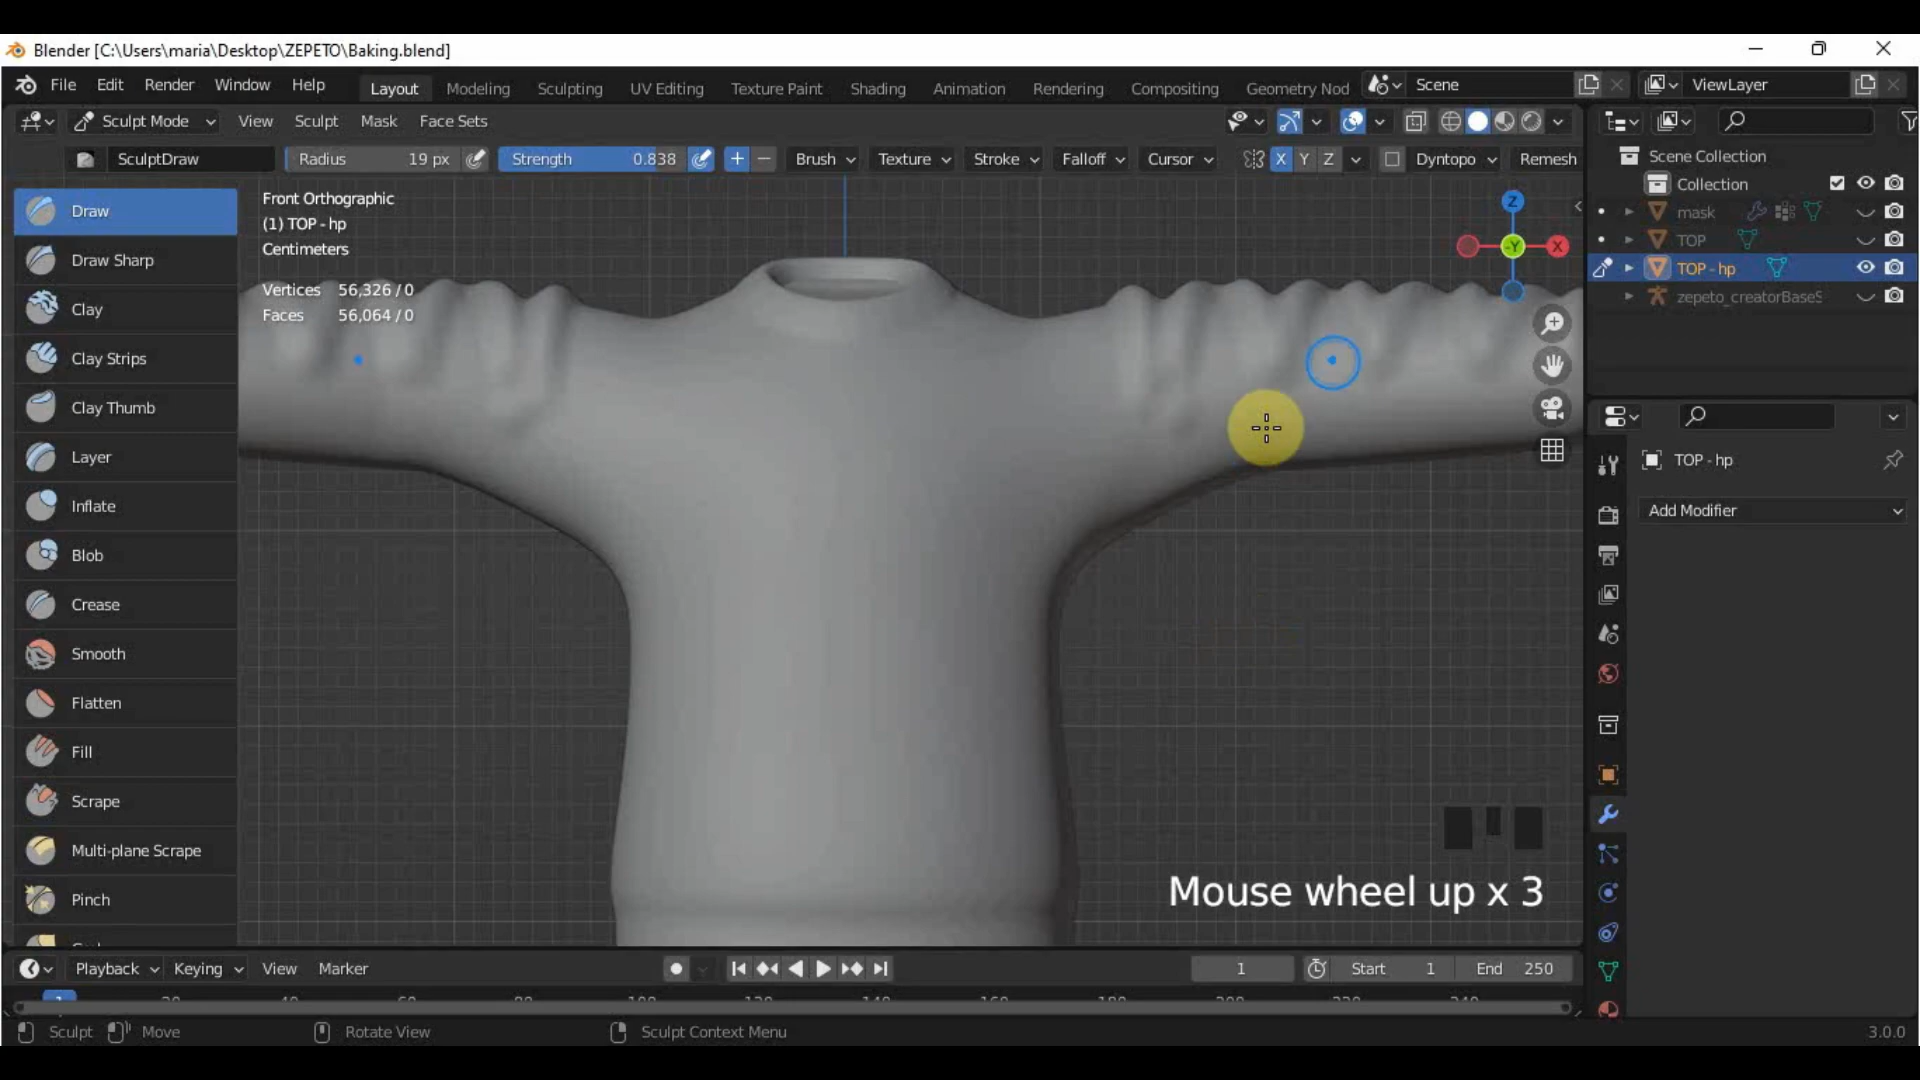 Blender [C:\Users\maria\Desktop\ZEPETO\Baking.blend]
File Edit Render Window Help Layout Modeling Sculpting UV Editing Texture Paint Shading Animation Rendering Compositing Geometry Nod Scene ViewLayer
Sculpt Mode View Sculpt Mask Face Sets
SculptDraw Radius 19 px Strength 0.838 Brush Texture Stroke Falloff Cursor X Y Z Dyntopo Remesh
Scene Collection
Collection
mask
TOP
TOP - hp
zepeto_creatorBaseS
Draw
Draw Sharp
Clay
Clay Strips
Clay Thumb
Layer
Inflate
Blob
Crease
Smooth
Flatten
Fill
Scrape
Multi-plane Scrape
Pinch
Front Orthographic
(1) TOP - hp
Centimeters
Vertices 56,326 / 0
Faces 56,064 / 0
Z
-Y
X
TOP - hp
Add Modifier
Mouse wheel up x 3
Playback Keying View Marker 1 Start 1 End 250
1
Sculpt Move Rotate View Sculpt Context Menu 3.0.0